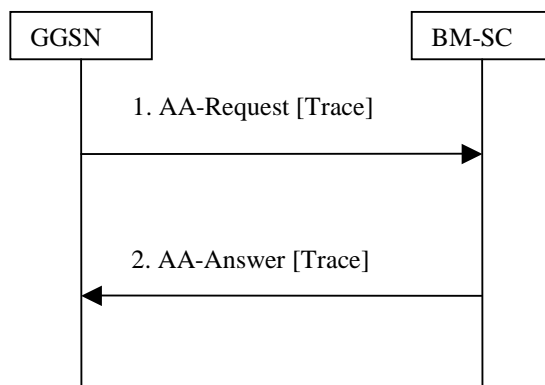 GGSN
BM-SC
1. AA-Request [Trace]
2. AA-Answer [Trace]